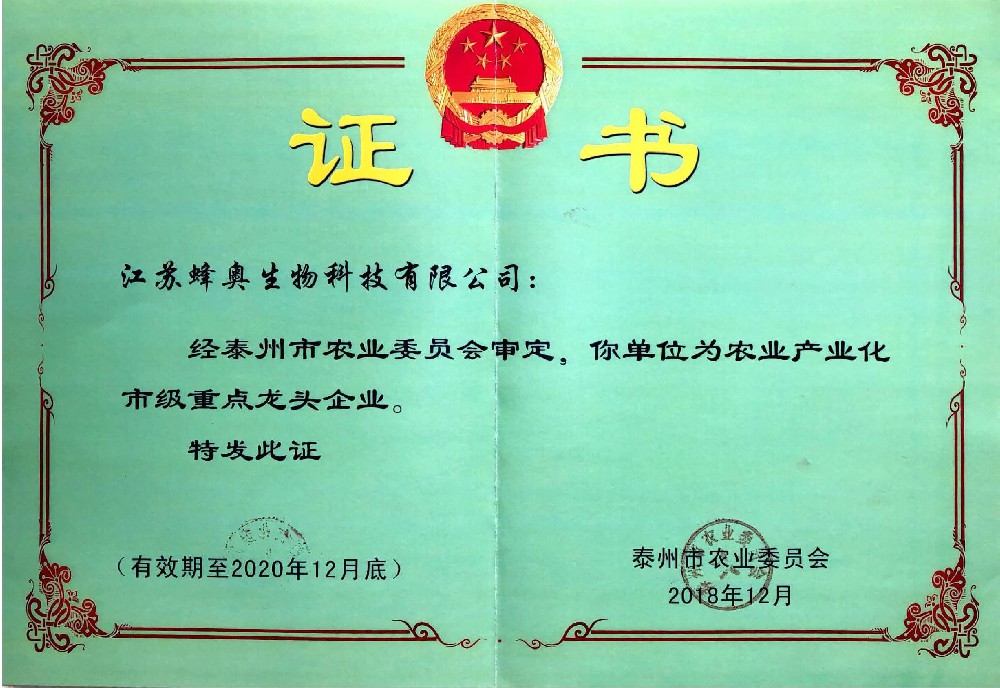 证书
江苏蜂奥生物科技有限公司：
经泰州市农业委员会审定，你单位为农业产业化
市级重点龙头企业。
特发此证
（有效期至2020年12月底）
泰州市农业委员会
2018年12月